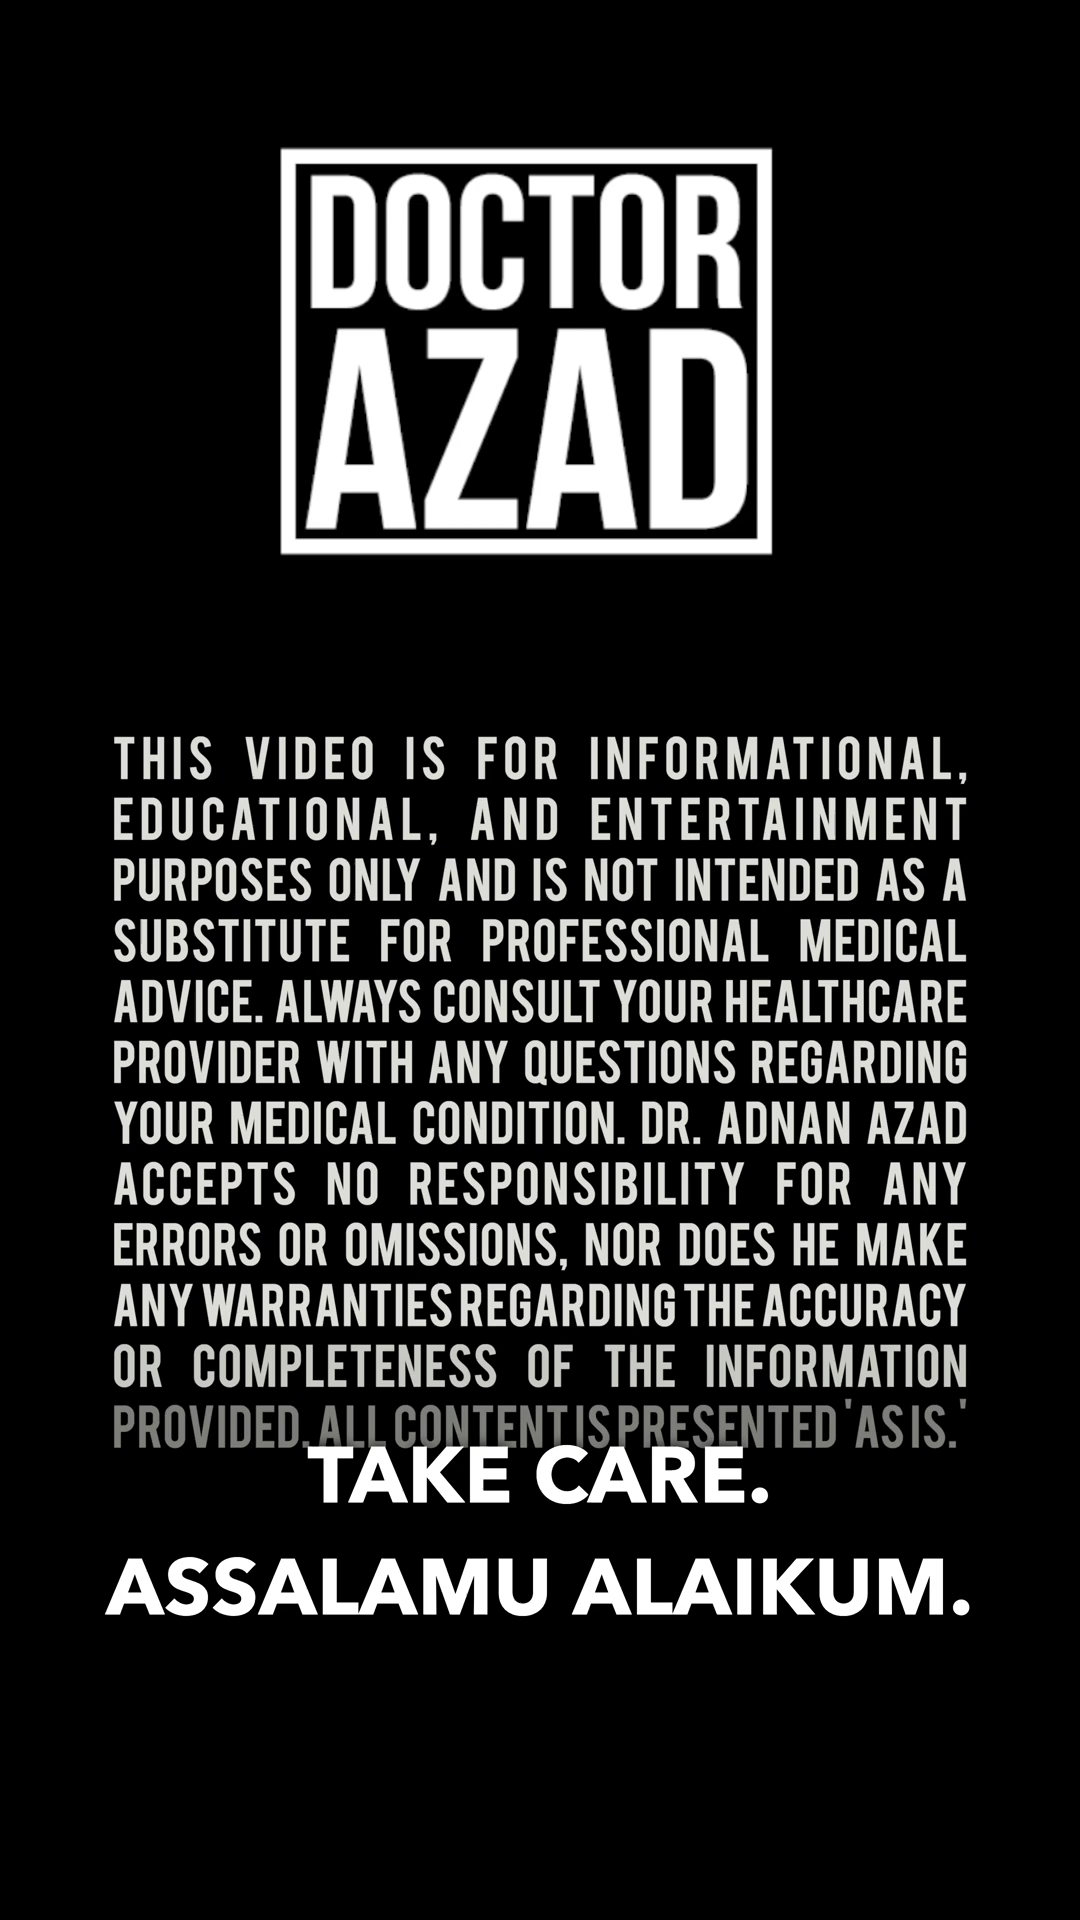 DOCTOR
AZAD
THIS VIDEO IS FOR INFORMATIONAL,
EDUCATIONAL, AND ENTERTAINMENT
PURPOSES ONLY AND IS NOT INTENDED AS A
SUBSTITUTE FOR PROFESSIONAL MEDICAL
ADVICE. ALWAYS CONSULT YOUR HEALTHCARE
PROVIDER WITH ANY QUESTIONS REGARDING
YOUR MEDICAL CONDITION. DR. ADNAN AZAD
ACCEPTS NO RESPONSIBILITY FOR ANY
ERRORS OR OMISSIONS, NOR DOES HE MAKE
ANY WARRANTIES REGARDING THE ACCURACY
OR COMPLETENESS OF THE INFORMATION
PROVIDED. ALL CONTENT IS PRESENTED 'AS IS.'
TAKE CARE.
ASSALAMU ALAIKUM.